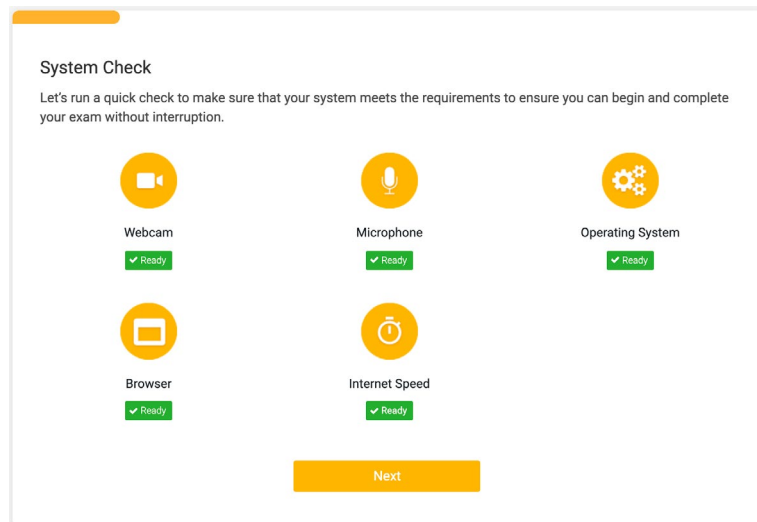 System Check
Let's run a quick check to make sure that your system meets the requirements to ensure you can begin and complete
your exam without interruption.
Webcam Microphone Operating System
Ready Ready Ready
Browser Internet Speed
Ready Ready
Next